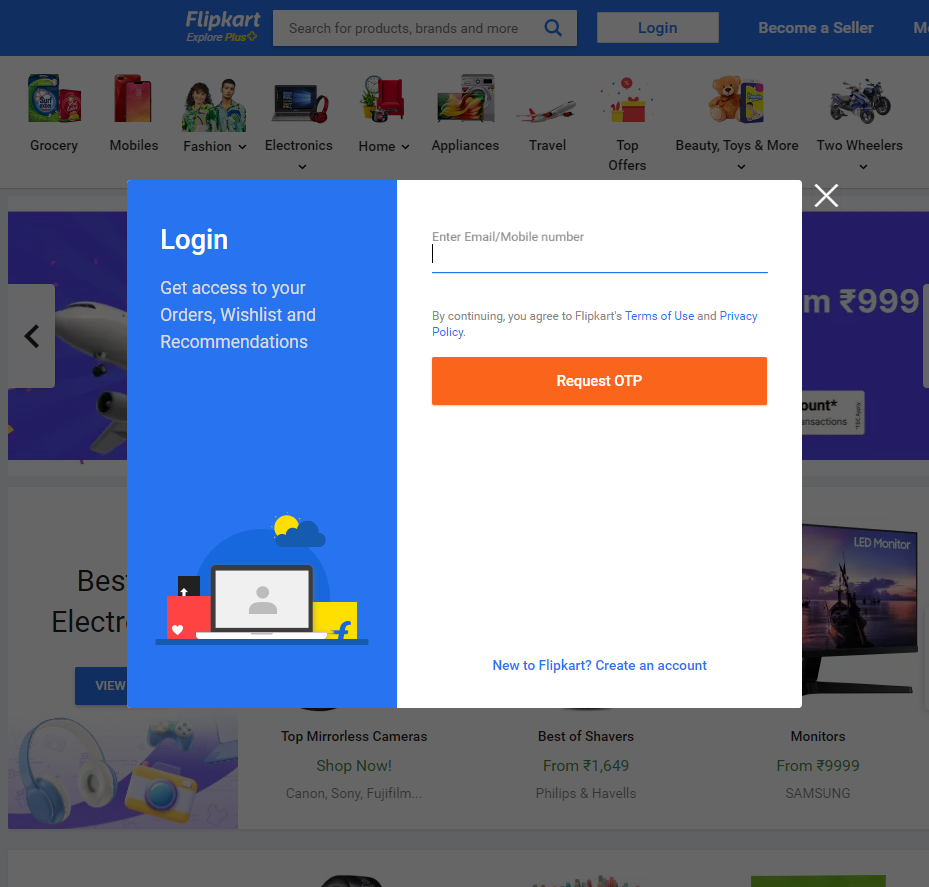 Flipkart
Explore Plus
Search for products, brands and more
Login
Become a Seller
Grocery
Mobiles
Fashion
Electronics
Home
Appliances
Travel
Top
Offers
Beauty, Toys & More
Two Wheelers
Login
Get access to your
Orders, Wishlist and
Recommendations
Enter Email/Mobile number
By continuing, you agree to Flipkart's Terms of Use and Privacy
Policy.
Request OTP
New to Flipkart? Create an account
₹999
LED Monitor
VIEW
Top Mirrorless Cameras
Shop Now!
Canon, Sony, Fujifilm...
Best of Shavers
From ₹1,649
Philips & Havells
Monitors
From ₹9999
SAMSUNG